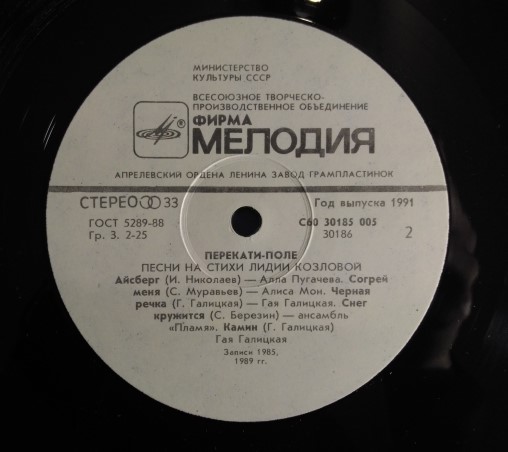 МИНИСТЕРСТВО
КУЛЬТУРЫ СССР
ВСЕСОЮЗНОЕ ТВОРЧЕСКО-
ПРОИЗВОДСТВЕННОЕ ОБЪЕДИНЕНИЕ
ФИРМА
® МЕЛОДИЯ
АПРЕЛЕВСКИЙ ОРДЕНА ЛЕНИНА ЗАВОД ГРАМПЛАСТИНОК
СТЕРЕО 33 Год выпуска 1991
ГОСТ 5289-88 С60 30185 005
Гр. 3. 2-25 30186 2
ПЕРЕКАТИ-ПОЛЕ
ПЕСНИ НА СТИХИ ЛИДИИ КОЗЛОВОЙ
Айсберг (И. Николаев) — Алла Пугачева. Согрей
меня (С. Муравьев) — Алиса Мон. Черная
речка (Г. Галицкая) — Гая Галицкая. Снег
кружится (С. Березин) — ансамбль
«Пламя». Камин (Г. Галицкая)
Гая Галицкая
Записи 1985,
1989 гг.